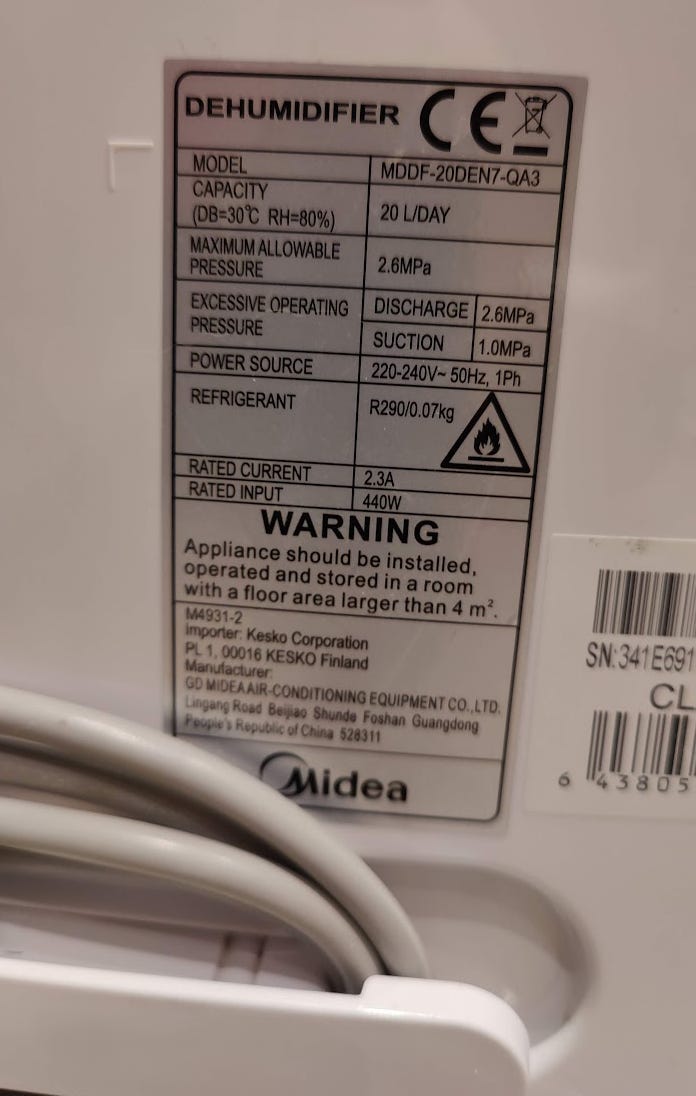 DEHUMIDIFIER CE
MODEL MDDF-20DEN7-QA3
CAPACITY
(DB=30℃ RH=80%) 20 L/DAY
MAXIMUM ALLOWABLE
PRESSURE 2.6MPa
EXCESSIVE OPERATING
PRESSURE
DISCHARGE 2.6MPa
SUCTION 1.0MPa
POWER SOURCE 220-240V~ 50Hz, 1Ph
REFRIGERANT R290/0.07kg
RATED CURRENT 2.3A
RATED INPUT 440W
WARNING
Appliance should be installed,
operated and stored in a room
with a floor area larger than 4 m².
M4931-2
Importer: Kesko Corporation
PL 1, 00016 KESKO Finland
Manufacturer:
GD MIDEA AIR-CONDITIONING EQUIPMENT CO.,LTD.
Lingang Road Beijiao Shunde Foshan Guangdong
People's Republic of China 528311
Midea
SN:341E691
CL
6 43805